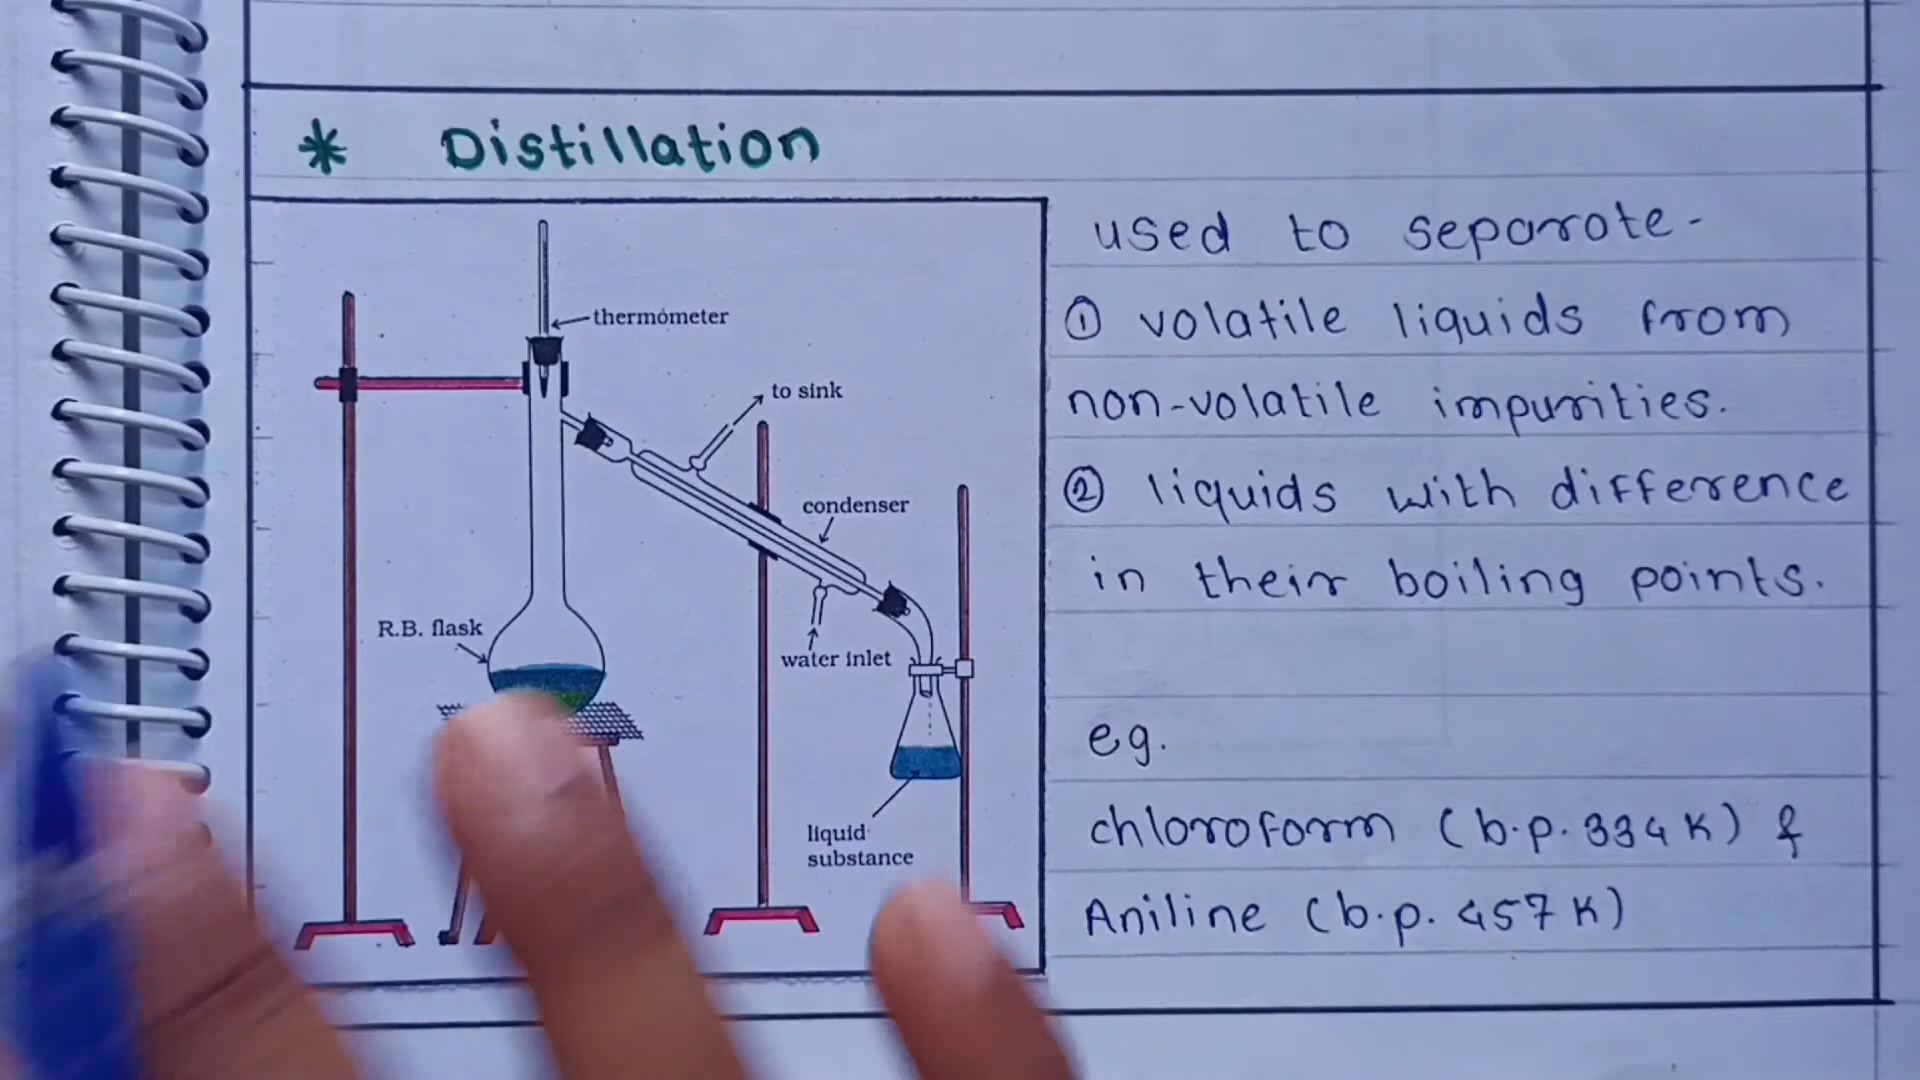 * Distillation
thermometer
to sink
condenser
R.B. flask
water inlet
liquid
substance
used to separate-
① volatile liquids from
non-volatile impurities.
② liquids with difference
in their boiling points.
eg.
chloroform (b.p. 334 K) &
Aniline (b.p. 457 K)